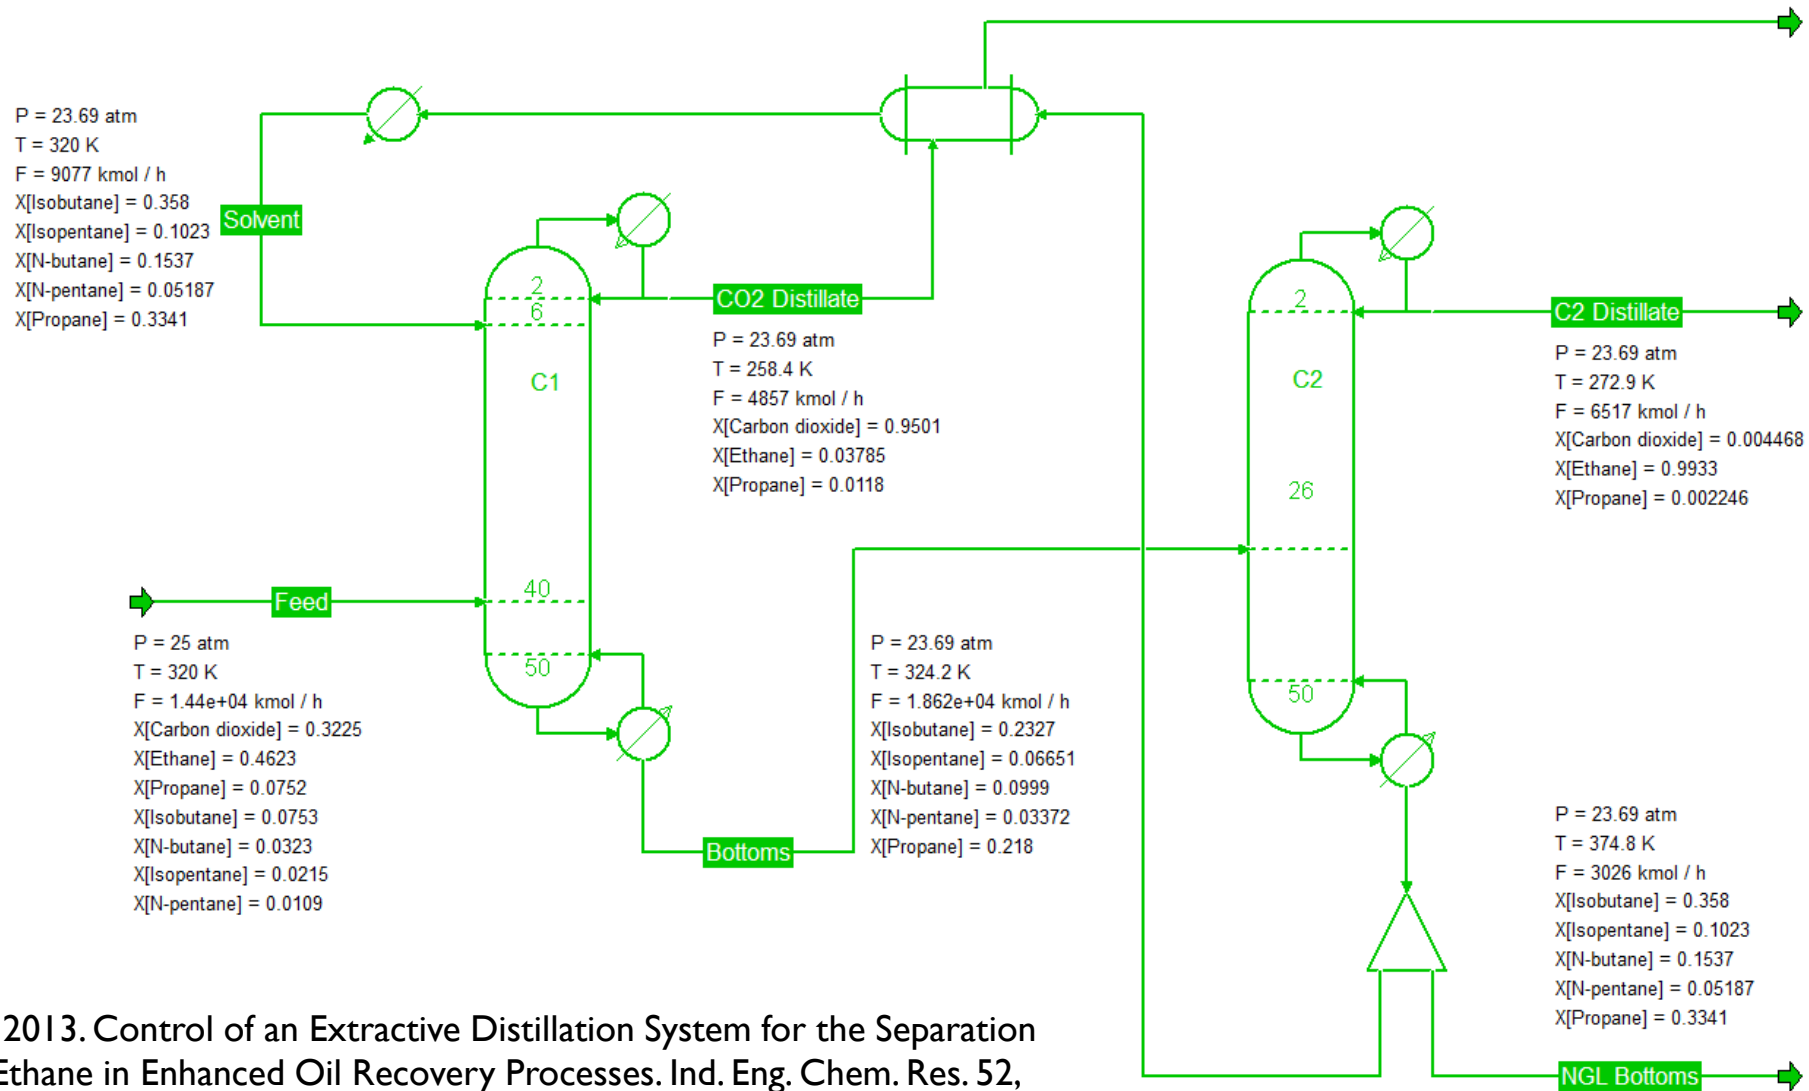 P = 23.69 atm
T = 320 K
F = 9077 kmol / h
X[Isobutane] = 0.358
X[Isopentane] = 0.1023
X[N-butane] = 0.1537
X[N-pentane] = 0.05187
X[Propane] = 0.3341
Solvent
2
6
C1
40
50
CO2 Distillate
P = 23.69 atm
T = 258.4 K
F = 4857 kmol / h
X[Carbon dioxide] = 0.9501
X[Ethane] = 0.03785
X[Propane] = 0.0118
2
C2
26
50
C2 Distillate
P = 23.69 atm
T = 272.9 K
F = 6517 kmol / h
X[Carbon dioxide] = 0.004468
X[Ethane] = 0.9933
X[Propane] = 0.002246
Feed
P = 25 atm
T = 320 K
F = 1.44e+04 kmol / h
X[Carbon dioxide] = 0.3225
X[Ethane] = 0.4623
X[Propane] = 0.0752
X[Isobutane] = 0.0753
X[N-butane] = 0.0323
X[Isopentane] = 0.0215
X[N-pentane] = 0.0109
P = 23.69 atm
T = 324.2 K
F = 1.862e+04 kmol / h
X[Isobutane] = 0.2327
X[Isopentane] = 0.06651
X[N-butane] = 0.0999
X[N-pentane] = 0.03372
X[Propane] = 0.218
Bottoms
P = 23.69 atm
T = 374.8 K
F = 3026 kmol / h
X[Isobutane] = 0.358
X[Isopentane] = 0.1023
X[N-butane] = 0.1537
X[N-pentane] = 0.05187
X[Propane] = 0.3341
NGL Bottoms
2013. Control of an Extractive Distillation System for the Separation
Ethane in Enhanced Oil Recovery Processes. Ind. Eng. Chem. Res. 52,